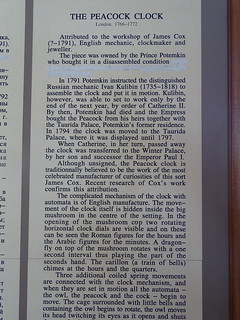 THE PEACOCK CLOCK
London. 1766–1772
Attributed to the workshop of James Cox
(?–1791), English mechanic, clockmaker and
jeweller.
The piece was owned by the Prince Potemkin
who bought it in a disassembled condition
In 1791 Potemkin instructed the distinguished
Russian mechanic Ivan Kulibin (1735–1818) to
assemble the clock and put it in motion. Kulibin,
however, was able to set to work only by the
end of the next year, by order of Catherine II.
By then, Potemkin had died and the Empress
bought the Peacock from his heirs together with
the Taurida Palace, Potemkin's former residence.
In 1794 the clock was moved to the Taurida
Palace, where it was displayed until 1797.
When Catherine, in her turn, passed away
the clock was transferred to the Winter Palace,
by her son and successor the Emperor Paul I.
Although unsigned, the Peacock clock is
traditionally believed to be the work of the most
celebrated manufacturer of curiosities of this sort
James Cox. Recent research of Cox's work
confirms this attribution.
The complicated mechanism of the clock with
automata is of English manufacture. The move-
ment of the clock itself is hidden inside the big
mushroom in the centre of the setting. In the
opening of the mushroom cap two rotating
horizontal clock dials are visible and on these
can be seen the Roman figures for the hours and
the Arabic figures for the minutes. A dragon-
fly on top of the mushroom rotates with a one
second interval thus playing the part of the
seconds hand. The carillon (a train of bells)
chimes at the hours and the quarters.
Three additional coiled spring movements
are connected with the clock mechanism, and
when they are set in motion the automata –
the owl, the peacock and the cock – begin to
move. The cage surrounded with little bells and
containing the owl begins to rotate, the owl moves
its head twitching its eyes as it opens and shuts